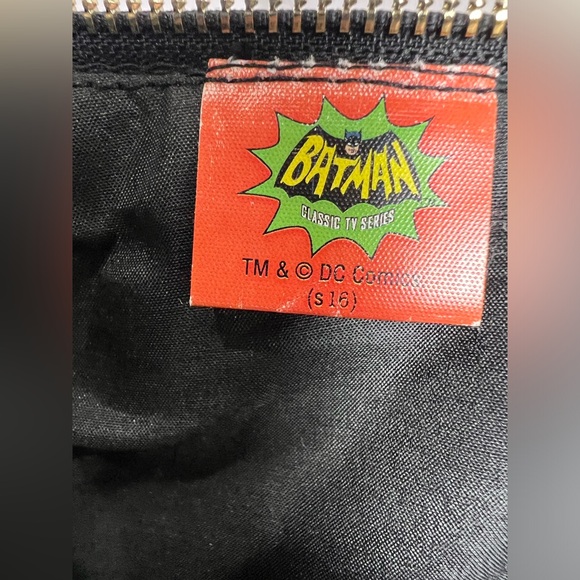 BATMAN
CLASSIC TV SERIES
TM & © DC Comics
(s16)